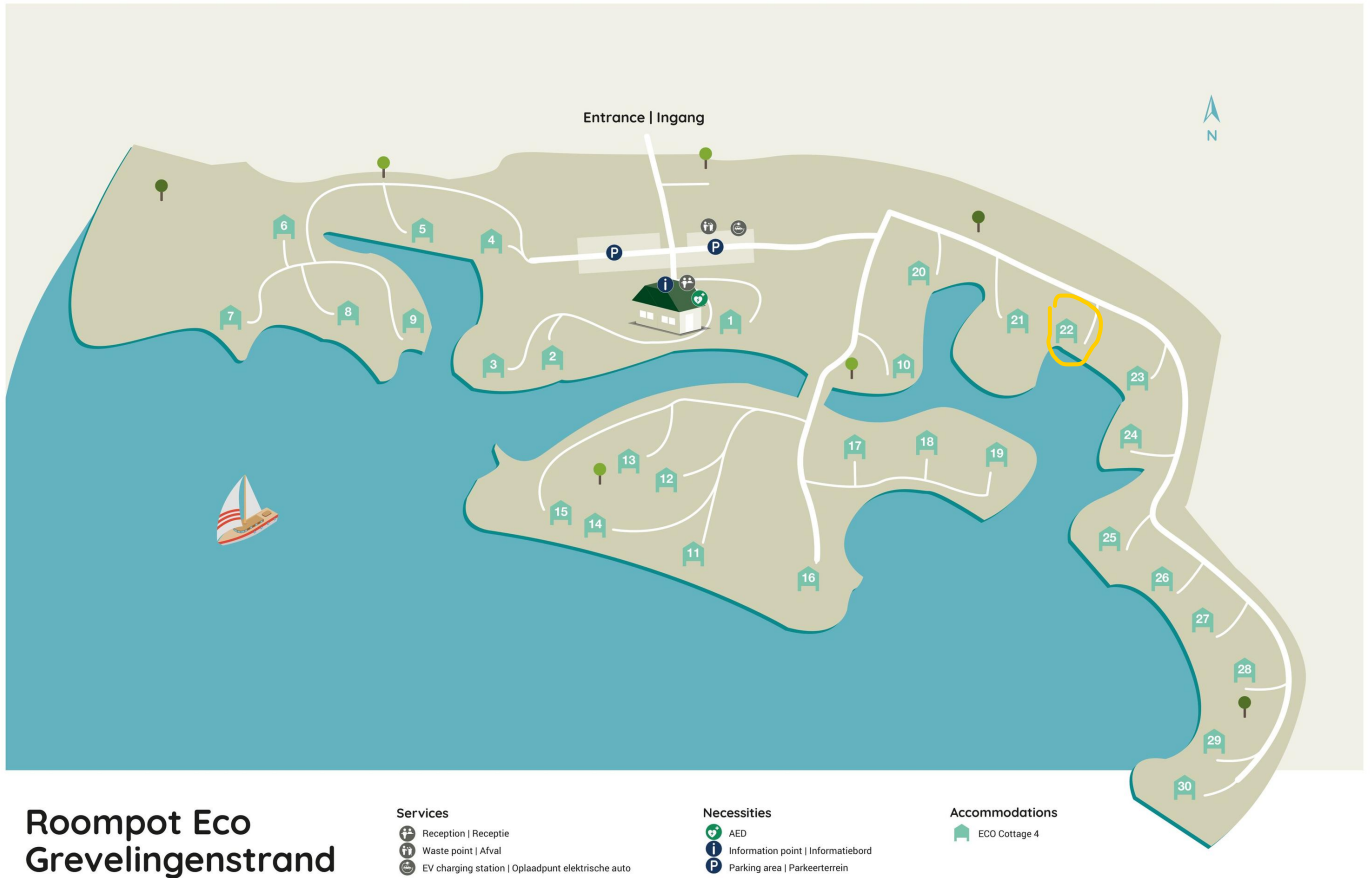 Entrance | Ingang
N
6
5
4
P
P
20
7
8
9
i
1
21
22
3
2
10
23
24
13
12
17
18
19
15
14
11
16
25
26
27
28
29
30
Roompot Eco
Grevelingenstrand
Services
Reception | Receptie
Waste point | Afval
EV charging station | Oplaadpunt elektrische auto
Necessities
AED
i Information point | Informatiebord
P Parking area | Parkeerterrein
Accommodations
ECO Cottage 4